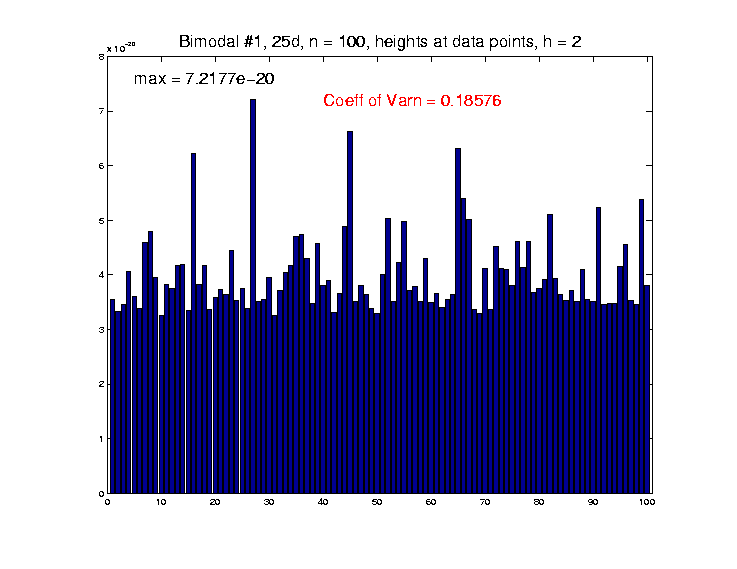 Bimodal #1, 25d, n = 100, heights at data points, h = 2
x 10^-20
max = 7.2177e−20
Coeff of Varn = 0.18576
8
7
6
5
4
3
2
1
0
0 10 20 30 40 50 60 70 80 90 100